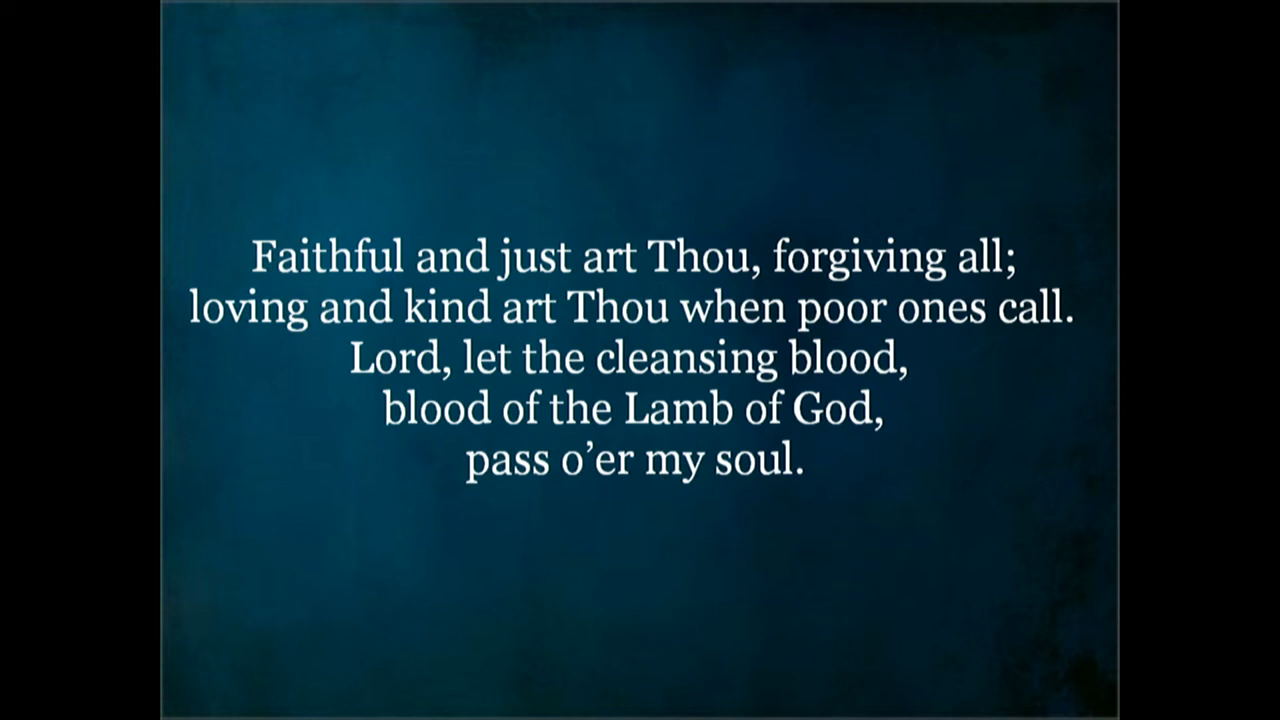 Faithful and just art Thou, forgiving all;
loving and kind art Thou when poor ones call.
Lord, let the cleansing blood,
blood of the Lamb of God,
pass o’er my soul.